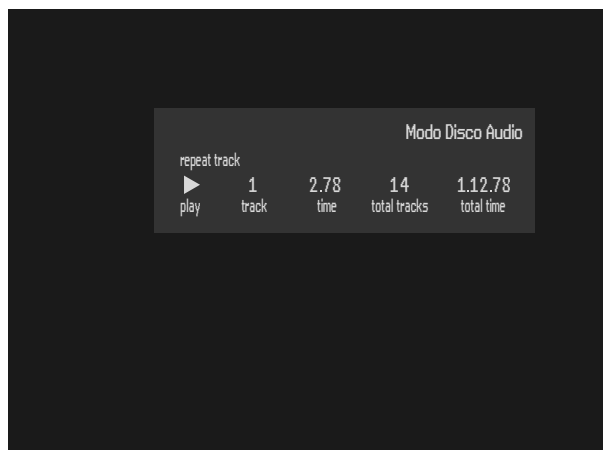 Modo Disco Audio
repeat track
1 2.78 14 1.12.78
play track time total tracks total time